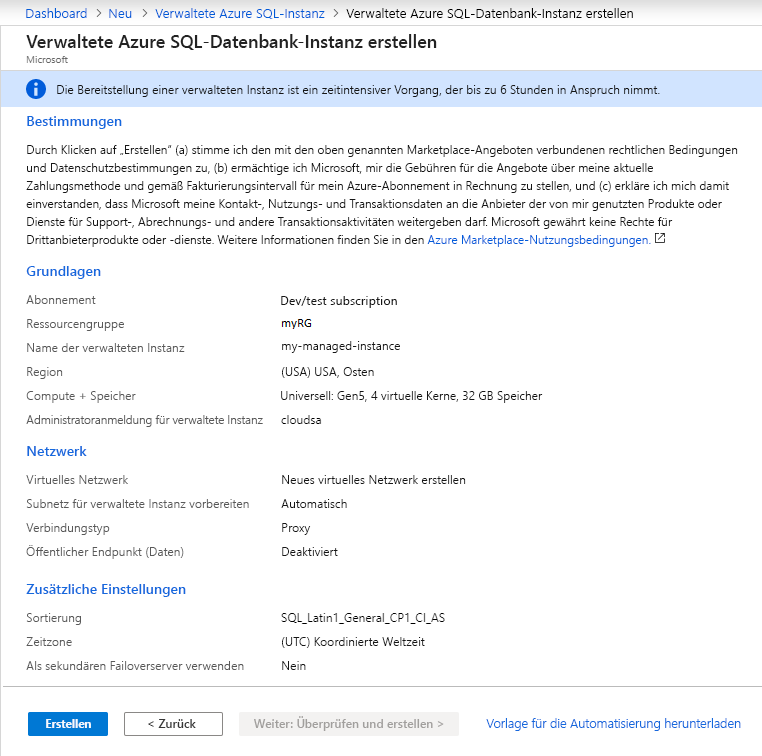 Dashboard > Neu > Verwaltete Azure SQL-Instanz > Verwaltete Azure SQL-Datenbank-Instanz erstellen
Verwaltete Azure SQL-Datenbank-Instanz erstellen
Microsoft
Die Bereitstellung einer verwalteten Instanz ist ein zeitintensiver Vorgang, der bis zu 6 Stunden in Anspruch nimmt.
Bestimmungen
Durch Klicken auf „Erstellen“ (a) stimme ich den mit den oben genannten Marketplace-Angeboten verbundenen rechtlichen Bedingungen
und Datenschutzbestimmungen zu, (b) ermächtige ich Microsoft, mir die Gebühren für die Angebote über meine aktuelle
Zahlungsmethode und gemäß Fakturierungsintervall für mein Azure-Abonnement in Rechnung zu stellen, und (c) erkläre ich mich damit
einverstanden, dass Microsoft meine Kontakt-, Nutzungs- und Transaktionsdaten an die Anbieter der von mir genutzten Produkte oder
Dienste für Support-, Abrechnungs- und andere Transaktionsaktivitäten weitergeben darf. Microsoft gewährt keine Rechte für
Drittanbieterprodukte oder -dienste. Weitere Informationen finden Sie in den Azure Marketplace-Nutzungsbedingungen.
Grundlagen
Abonnement Dev/test subscription
Ressourcengruppe myRG
Name der verwalteten Instanz my-managed-instance
Region (USA) USA, Osten
Compute + Speicher Universell: Gen5, 4 virtuelle Kerne, 32 GB Speicher
Administratoranmeldung für verwaltete Instanz cloudsa
Netzwerk
Virtuelles Netzwerk Neues virtuelles Netzwerk erstellen
Subnetz für verwaltete Instanz vorbereiten Automatisch
Verbindungstyp Proxy
Öffentlicher Endpunkt (Daten) Deaktiviert
Zusätzliche Einstellungen
Sortierung SQL_Latin1_General_CP1_CI_AS
Zeitzone (UTC) Koordinierte Weltzeit
Als sekundären Failoverserver verwenden Nein
Erstellen < Zurück Weiter: Überprüfen und erstellen > Vorlage für die Automatisierung herunterladen